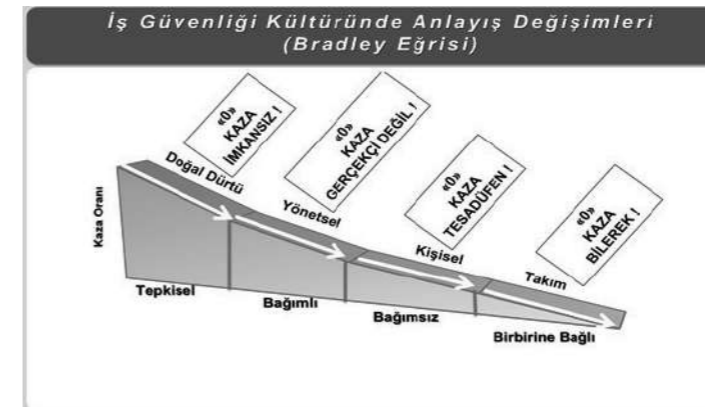 İş Güvenliği Kültüründe Anlayış Değişimleri
(Bradley Eğrisi)
«0»
KAZA
İMKANSIZ !
«0»
KAZA
GERÇEKÇİ DEĞİL !
«0»
KAZA
TESADÜFEN !
«0»
KAZA
BİLEREK !
Doğal Dürtü
Yönetsel
Kişisel
Takım
Kaza Oranı
Tepkisel
Bağımlı
Bağımsız
Birbirine Bağlı